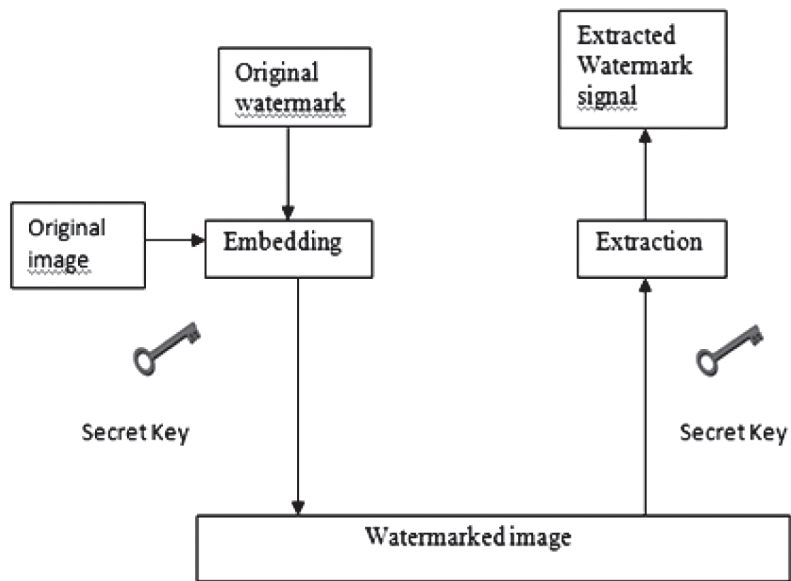 Original
watermark
Extracted
Watermark
signal
Original
image
Embedding
Extraction
Secret Key
Secret Key
Watermarked image